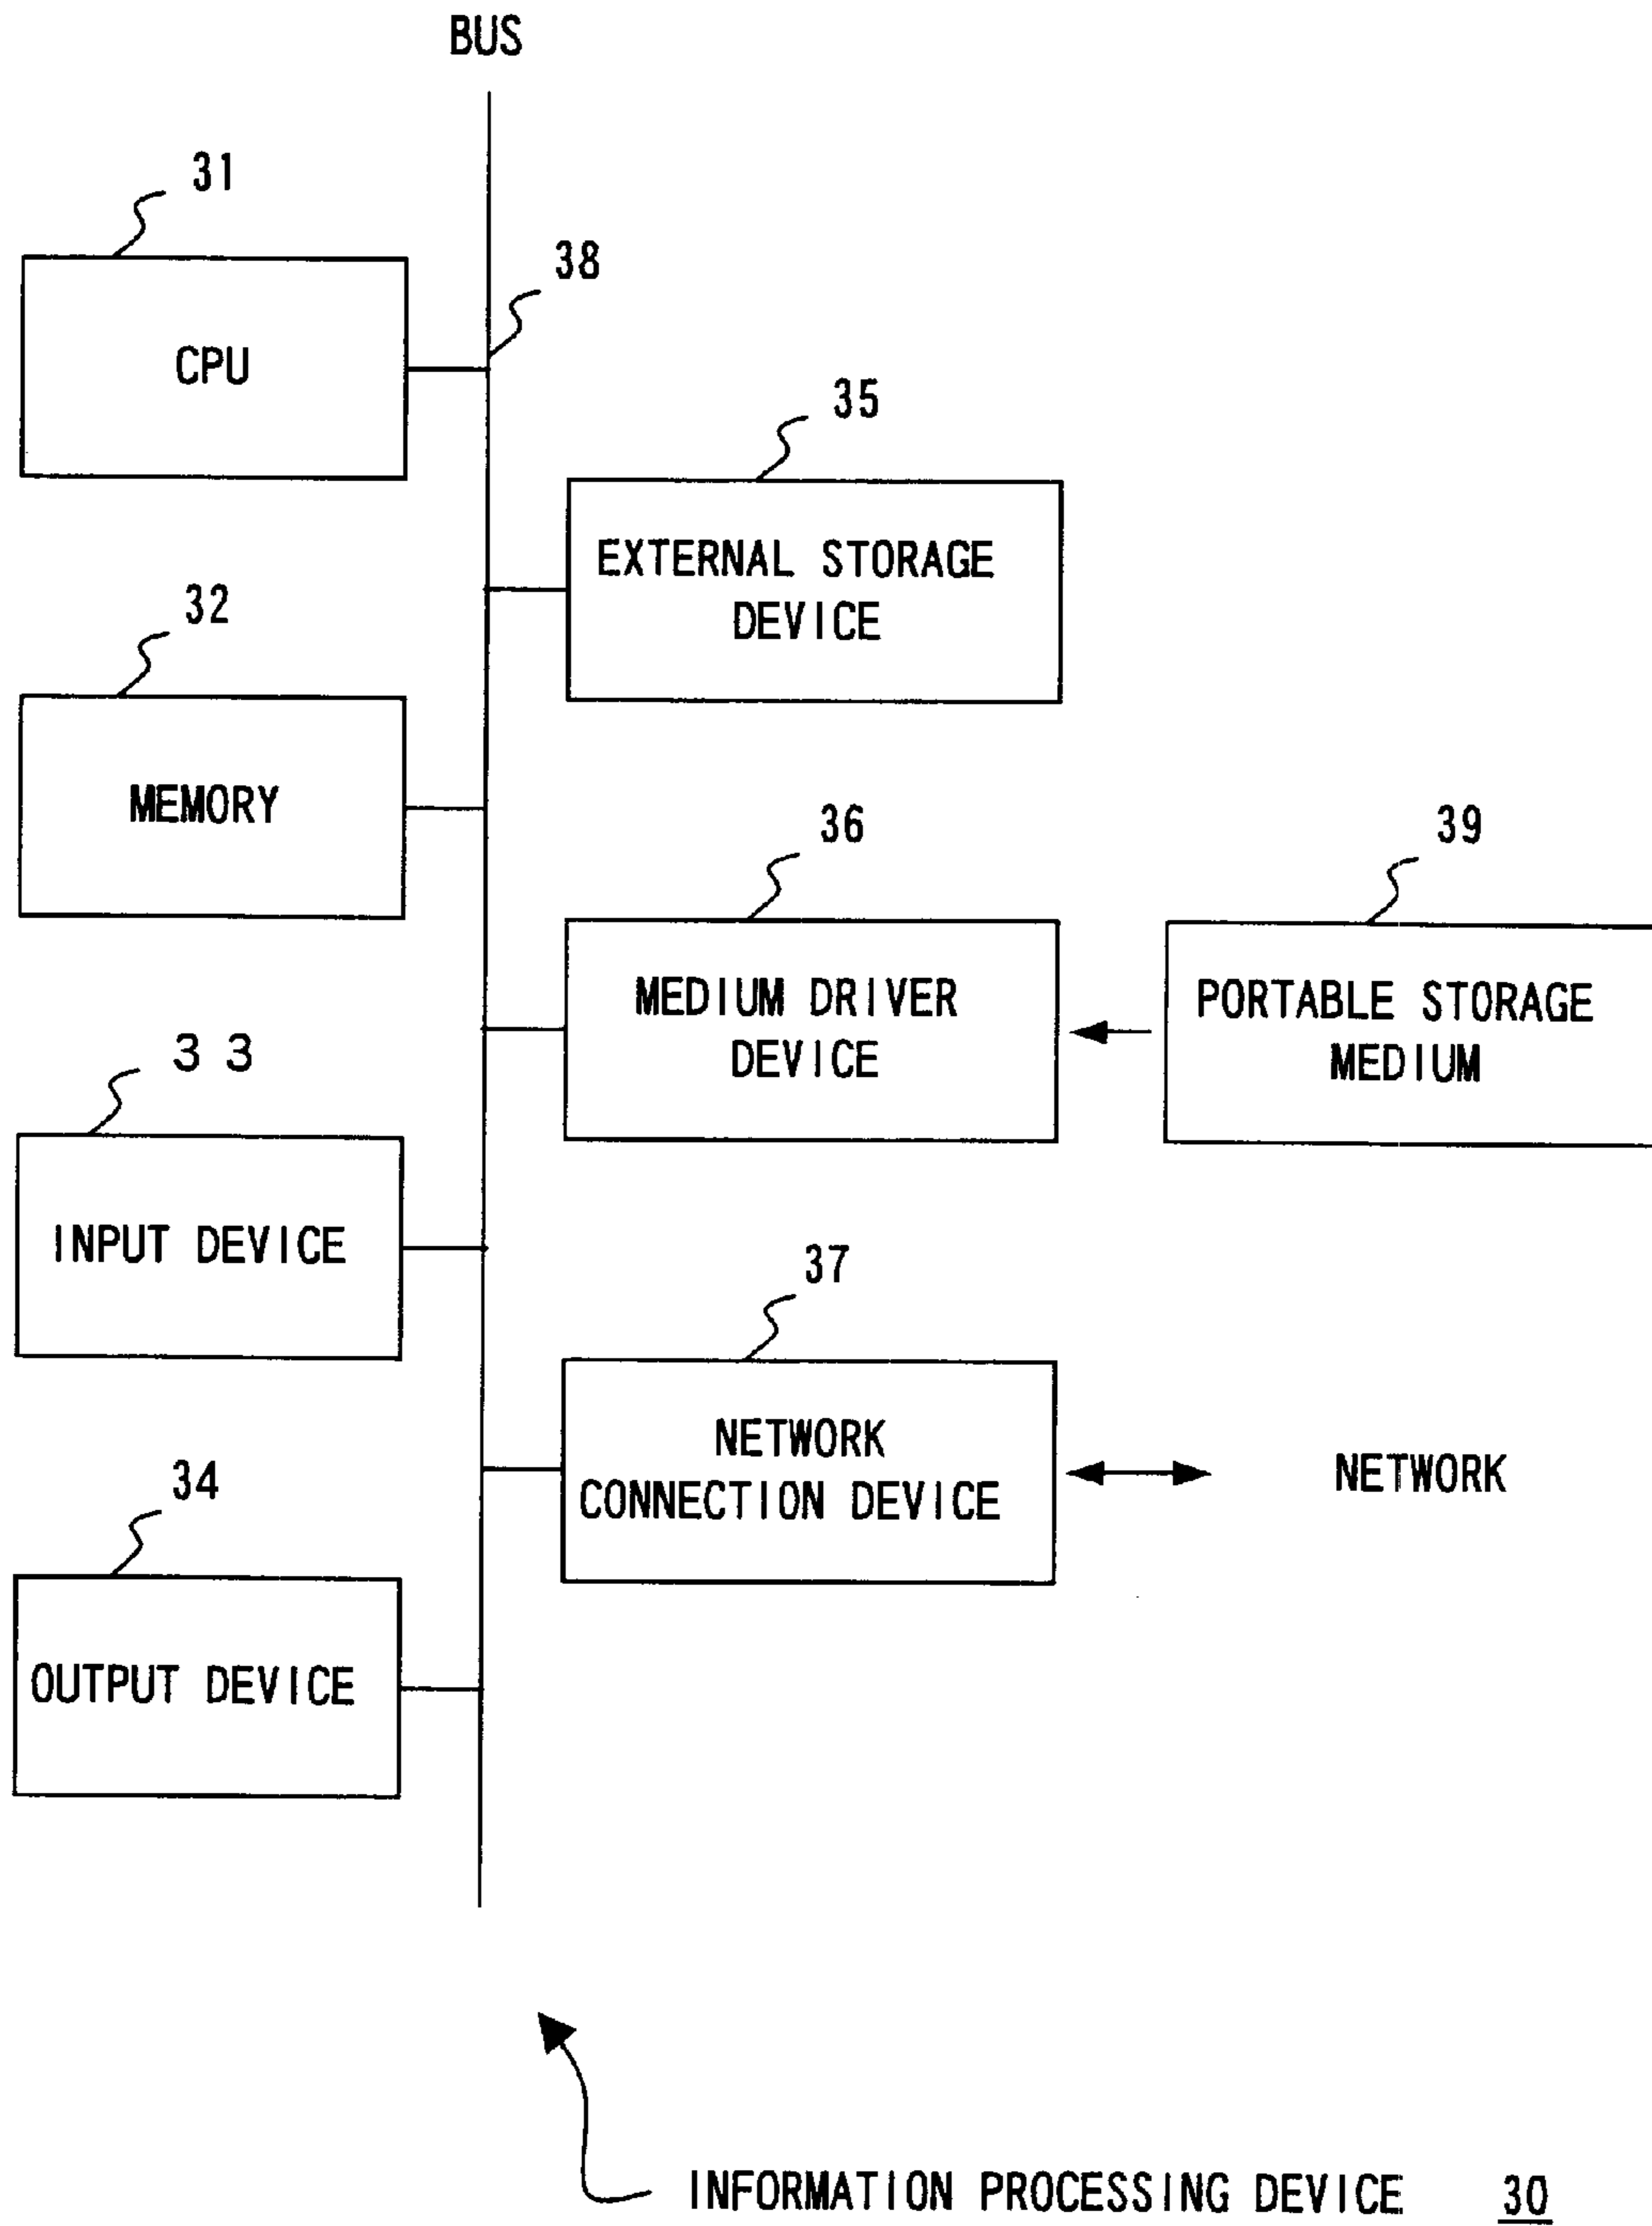 BUS
31
38
CPU
35
EXTERNAL STORAGE
DEVICE
32
MEMORY
36
39
MEDIUM DRIVER
DEVICE
PORTABLE STORAGE
MEDIUM
3 3
INPUT DEVICE
37
NETWORK
CONNECTION DEVICE
NETWORK
34
OUTPUT DEVICE
INFORMATION PROCESSING DEVICE 30